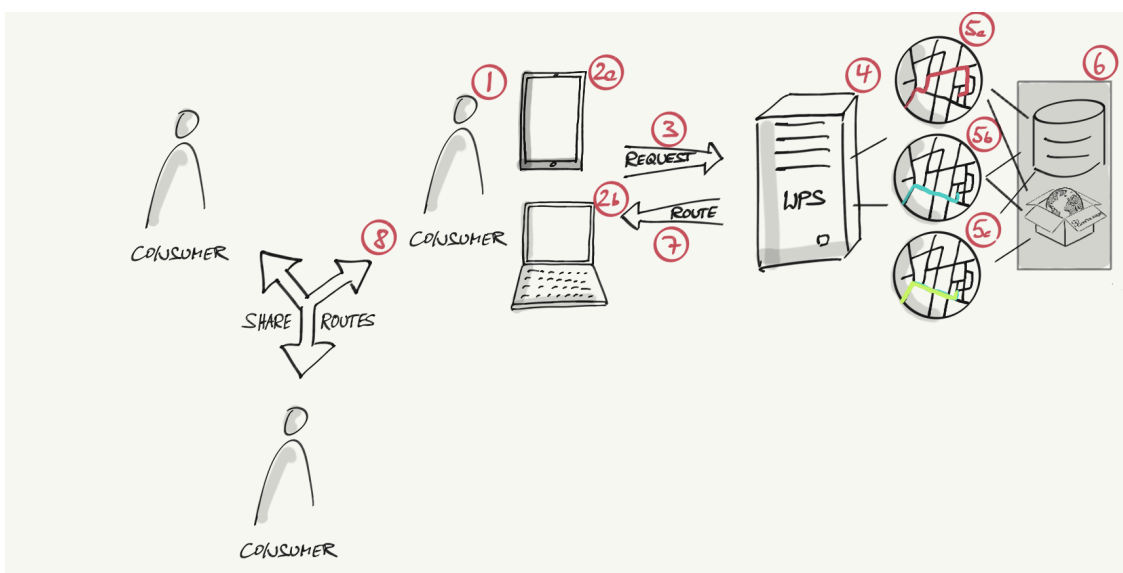 1
2a
3
REQUEST
4
WPS
5a
5b
5c
6
2b
ROUTE
7
8
CONSUMER
CONSUMER
SHARE ROUTES
CONSUMER